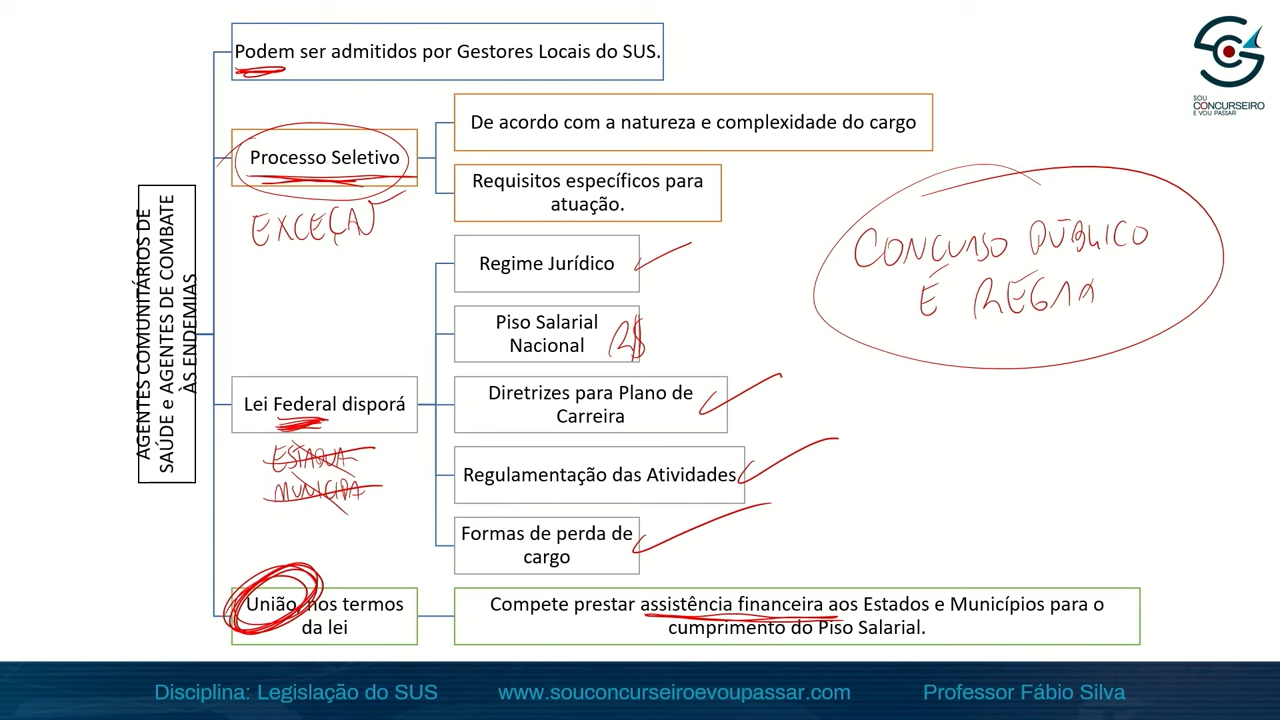 Podem ser admitidos por Gestores Locais do SUS.
SOU
CONCURSEIRO
E VOU PASSAR
AGENTES COMUNITÁRIOS DE
SAÚDE e AGENTES DE COMBATE
ÀS ENDEMIAS
Processo Seletivo
EXCEÇÃO
De acordo com a natureza e complexidade do cargo
Requisitos específicos para
atuação.
CONCURSO PÚBLICO
É REGRA
Lei Federal disporá
ESTADUAL
MUNICIPAL
Regime Jurídico
Piso Salarial
Nacional R$
Diretrizes para Plano de
Carreira
Regulamentação das Atividades
Formas de perda de
cargo
União, nos termos
da lei
Compete prestar assistência financeira aos Estados e Municípios para o
cumprimento do Piso Salarial.
Disciplina: Legislação do SUS www.souconcurseiroevoupassar.com Professor Fábio Silva